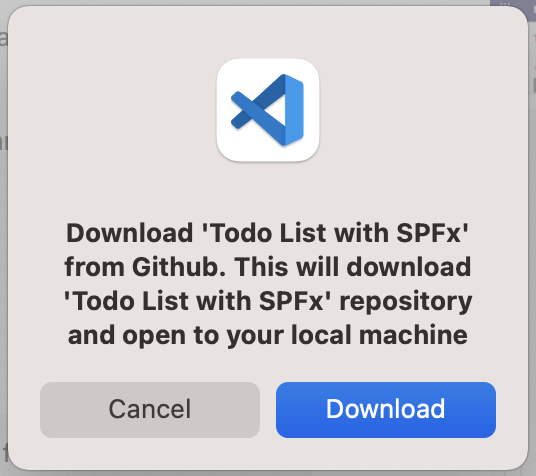 Download 'Todo List with SPFx'
from Github. This will download
'Todo List with SPFx' repository
and open to your local machine
Cancel
Download